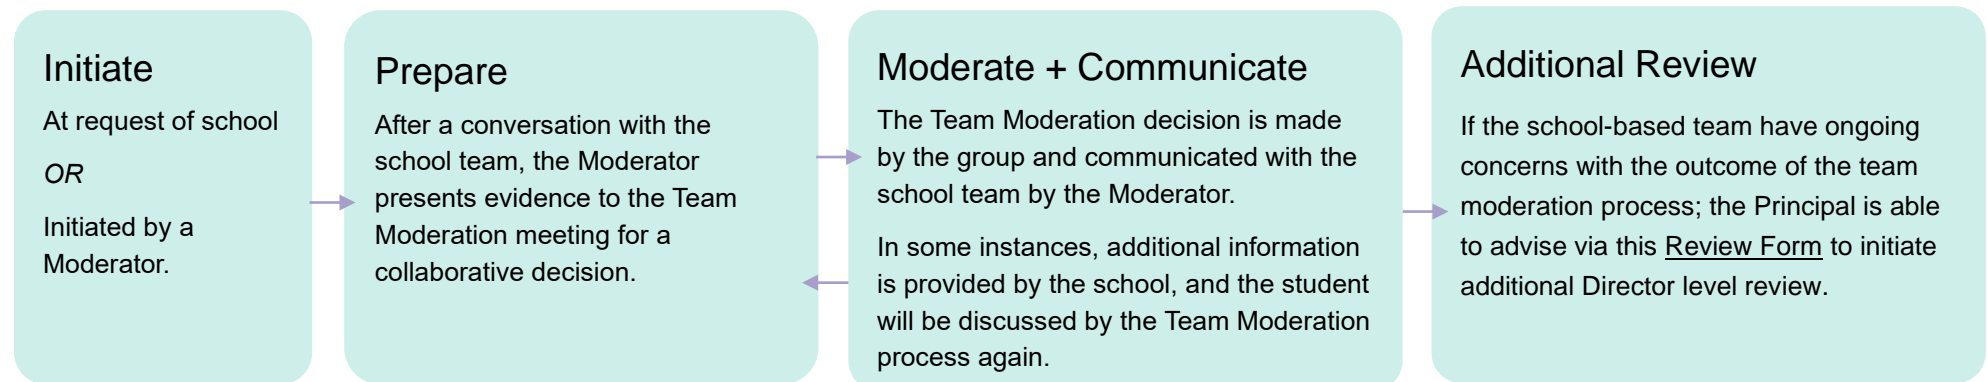 Initiate
At request of school
OR
Initiated by a
Moderator.
Prepare
After a conversation with the
school team, the Moderator
presents evidence to the Team
Moderation meeting for a
collaborative decision.
Moderate + Communicate
The Team Moderation decision is made
by the group and communicated with the
school team by the Moderator.
In some instances, additional information
is provided by the school, and the student
will be discussed by the Team Moderation
process again.
Additional Review
If the school-based team have ongoing
concerns with the outcome of the team
moderation process; the Principal is able
to advise via this Review Form to initiate
additional Director level review.